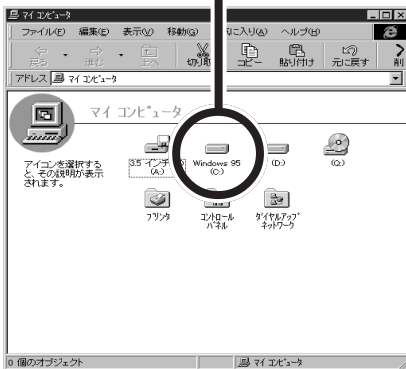 マイ コンピュータ
ファイル(F) 編集(E) 表示(V) 移動(G) に入り(A) ヘルプ(H)
戻る 進む 上へ 切り取 コピー 貼り付け 元に戻す 削
アドレス マイ コンピュータ
マイ コンピュータ
アイコンを選択する
と、その説明が表示
されます。
3.5 インチ
(A:)
Windows 95
(C:)
(D:)
(Q:)
プリンタ
コントロール
パネル
ダイヤルアップ
ネットワーク
0 個のオブジェクト マイ コンピュータ